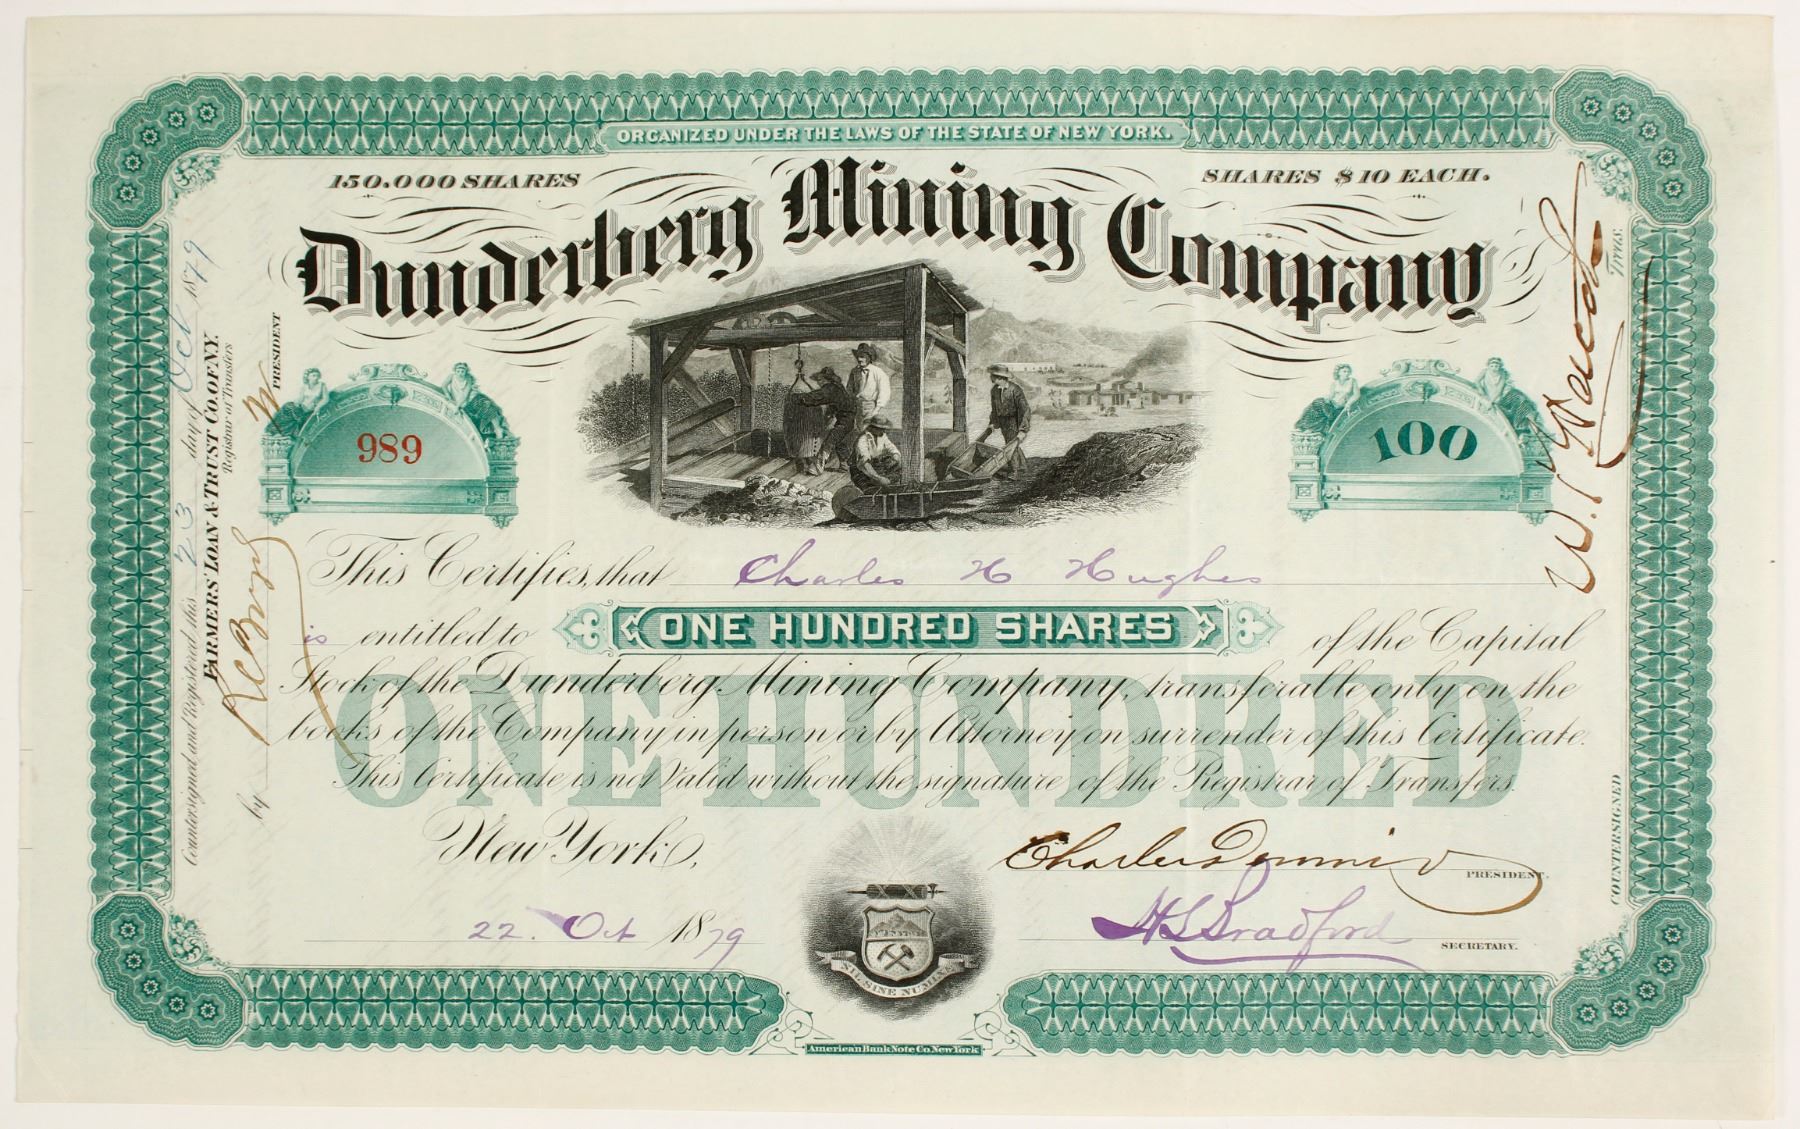 ORGANIZED UNDER THE LAWS OF THE STATE OF NEW YORK.
150.000 SHARES
SHARES $10 EACH.
Dunderberg Mining Company
989
100
This Certifies, that Charles H Hughes
is entitled to ONE HUNDRED SHARES of the Capital
Stock of the Dunderberg Mining Company, transferable only on the
books of the Company in person or by Attorney on surrender of this Certificate.
This Certificate is not Valid without the signature of the Registrar of Transfers.
ONE HUNDRED
New York,
22. Oct 1879
Charles Dennis
PRESIDENT.
H S Bradford
SECRETARY.
NIL SINE NUMINE
American Bank Note Co. New York
Countersigned and Registered this 23 day of Oct 1879
FARMERS' LOAN & TRUST CO. OF N.Y.
Registrar of Transfers
by
PRESIDENT
COUNTERSIGNED
Treas.